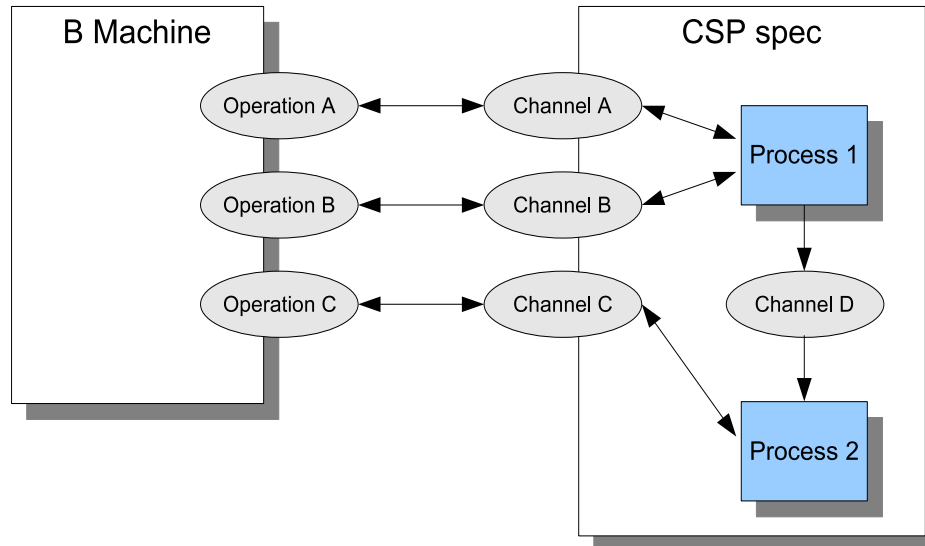 B Machine
CSP spec
Operation A
Channel A
Process 1
Operation B
Channel B
Operation C
Channel C
Channel D
Process 2